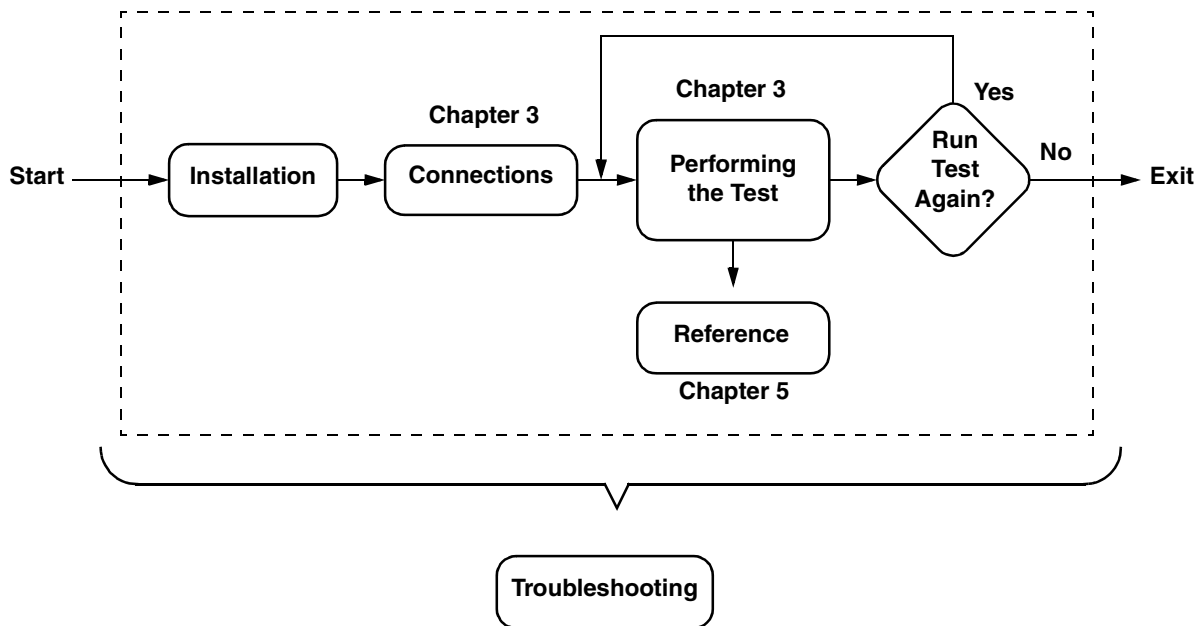 Chapter 3
Chapter 3
Yes
Start
Installation
Connections
Performing
the Test
Run
Test
Again?
No
Exit
Reference
Chapter 5
Troubleshooting